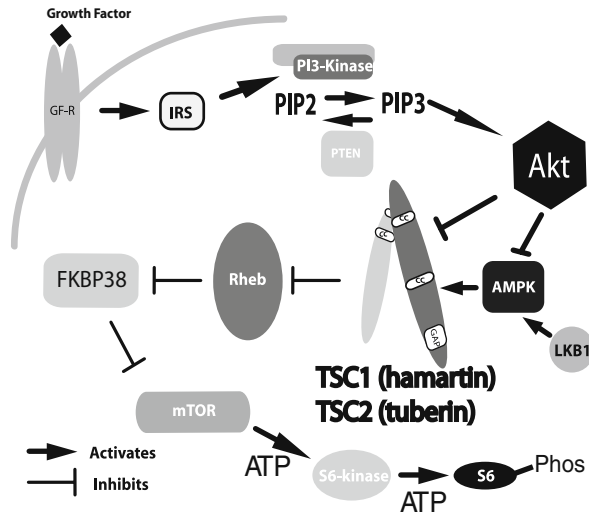 Growth Factor
GF-R
IRS
PI3-Kinase
PIP2
PIP3
PTEN
Akt
CC
CC
CC
GAP
AMPK
LKB1
Rheb
FKBP38
TSC1 (hamartin)
TSC2 (tuberin)
mTOR
ATP
S6-kinase
ATP
S6
Phos
Activates
Inhibits